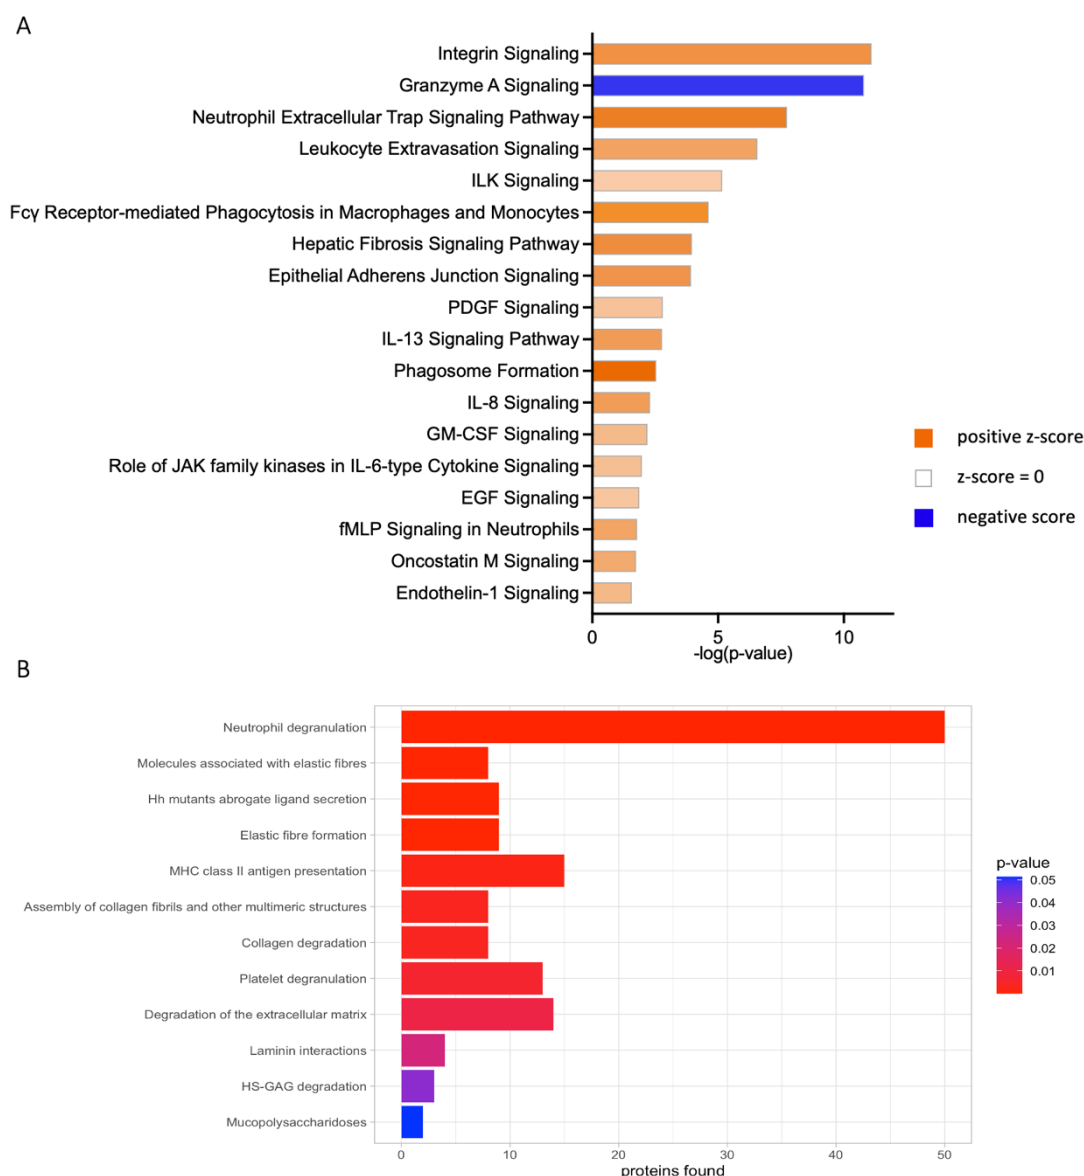 A
Integrin Signaling
Granzyme A Signaling
Neutrophil Extracellular Trap Signaling Pathway
Leukocyte Extravasation Signaling
ILK Signaling
Fcγ Receptor-mediated Phagocytosis in Macrophages and Monocytes
Hepatic Fibrosis Signaling Pathway
Epithelial Adherens Junction Signaling
PDGF Signaling
IL-13 Signaling Pathway
Phagosome Formation
IL-8 Signaling
GM-CSF Signaling
Role of JAK family kinases in IL-6-type Cytokine Signaling
EGF Signaling
fMLP Signaling in Neutrophils
Oncostatin M Signaling
Endothelin-1 Signaling
positive z-score
z-score = 0
negative score
0 5 10
-log(p-value)
B
Neutrophil degranulation
Molecules associated with elastic fibres
Hh mutants abrogate ligand secretion
Elastic fibre formation
MHC class II antigen presentation
Assembly of collagen fibrils and other multimeric structures
Collagen degradation
Platelet degranulation
Degradation of the extracellular matrix
Laminin interactions
HS-GAG degradation
Mucopolysaccharidoses
p-value
0.05
0.04
0.03
0.02
0.01
0 10 20 30 40 50
proteins found